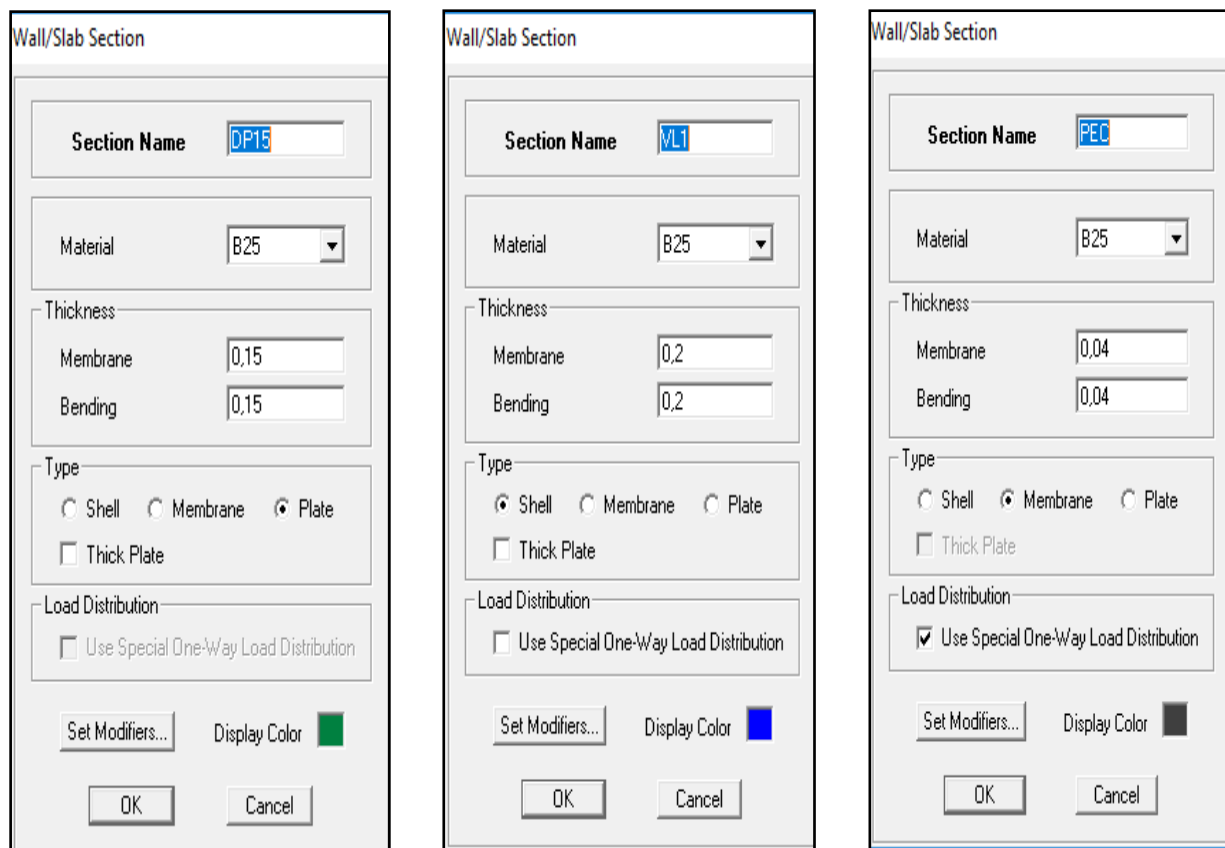 Wall/Slab Section
Section Name DP15
Material B25
Thickness
Membrane 0,15
Bending 0,15
Type
Shell Membrane Plate
Thick Plate
Load Distribution
Use Special One-Way Load Distribution
Set Modifiers... Display Color
OK Cancel
Wall/Slab Section
Section Name VL1
Material B25
Thickness
Membrane 0,2
Bending 0,2
Type
Shell Membrane Plate
Thick Plate
Load Distribution
Use Special One-Way Load Distribution
Set Modifiers... Display Color
OK Cancel
Wall/Slab Section
Section Name PEC
Material B25
Thickness
Membrane 0,04
Bending 0,04
Type
Shell Membrane Plate
Thick Plate
Load Distribution
Use Special One-Way Load Distribution
Set Modifiers... Display Color
OK Cancel